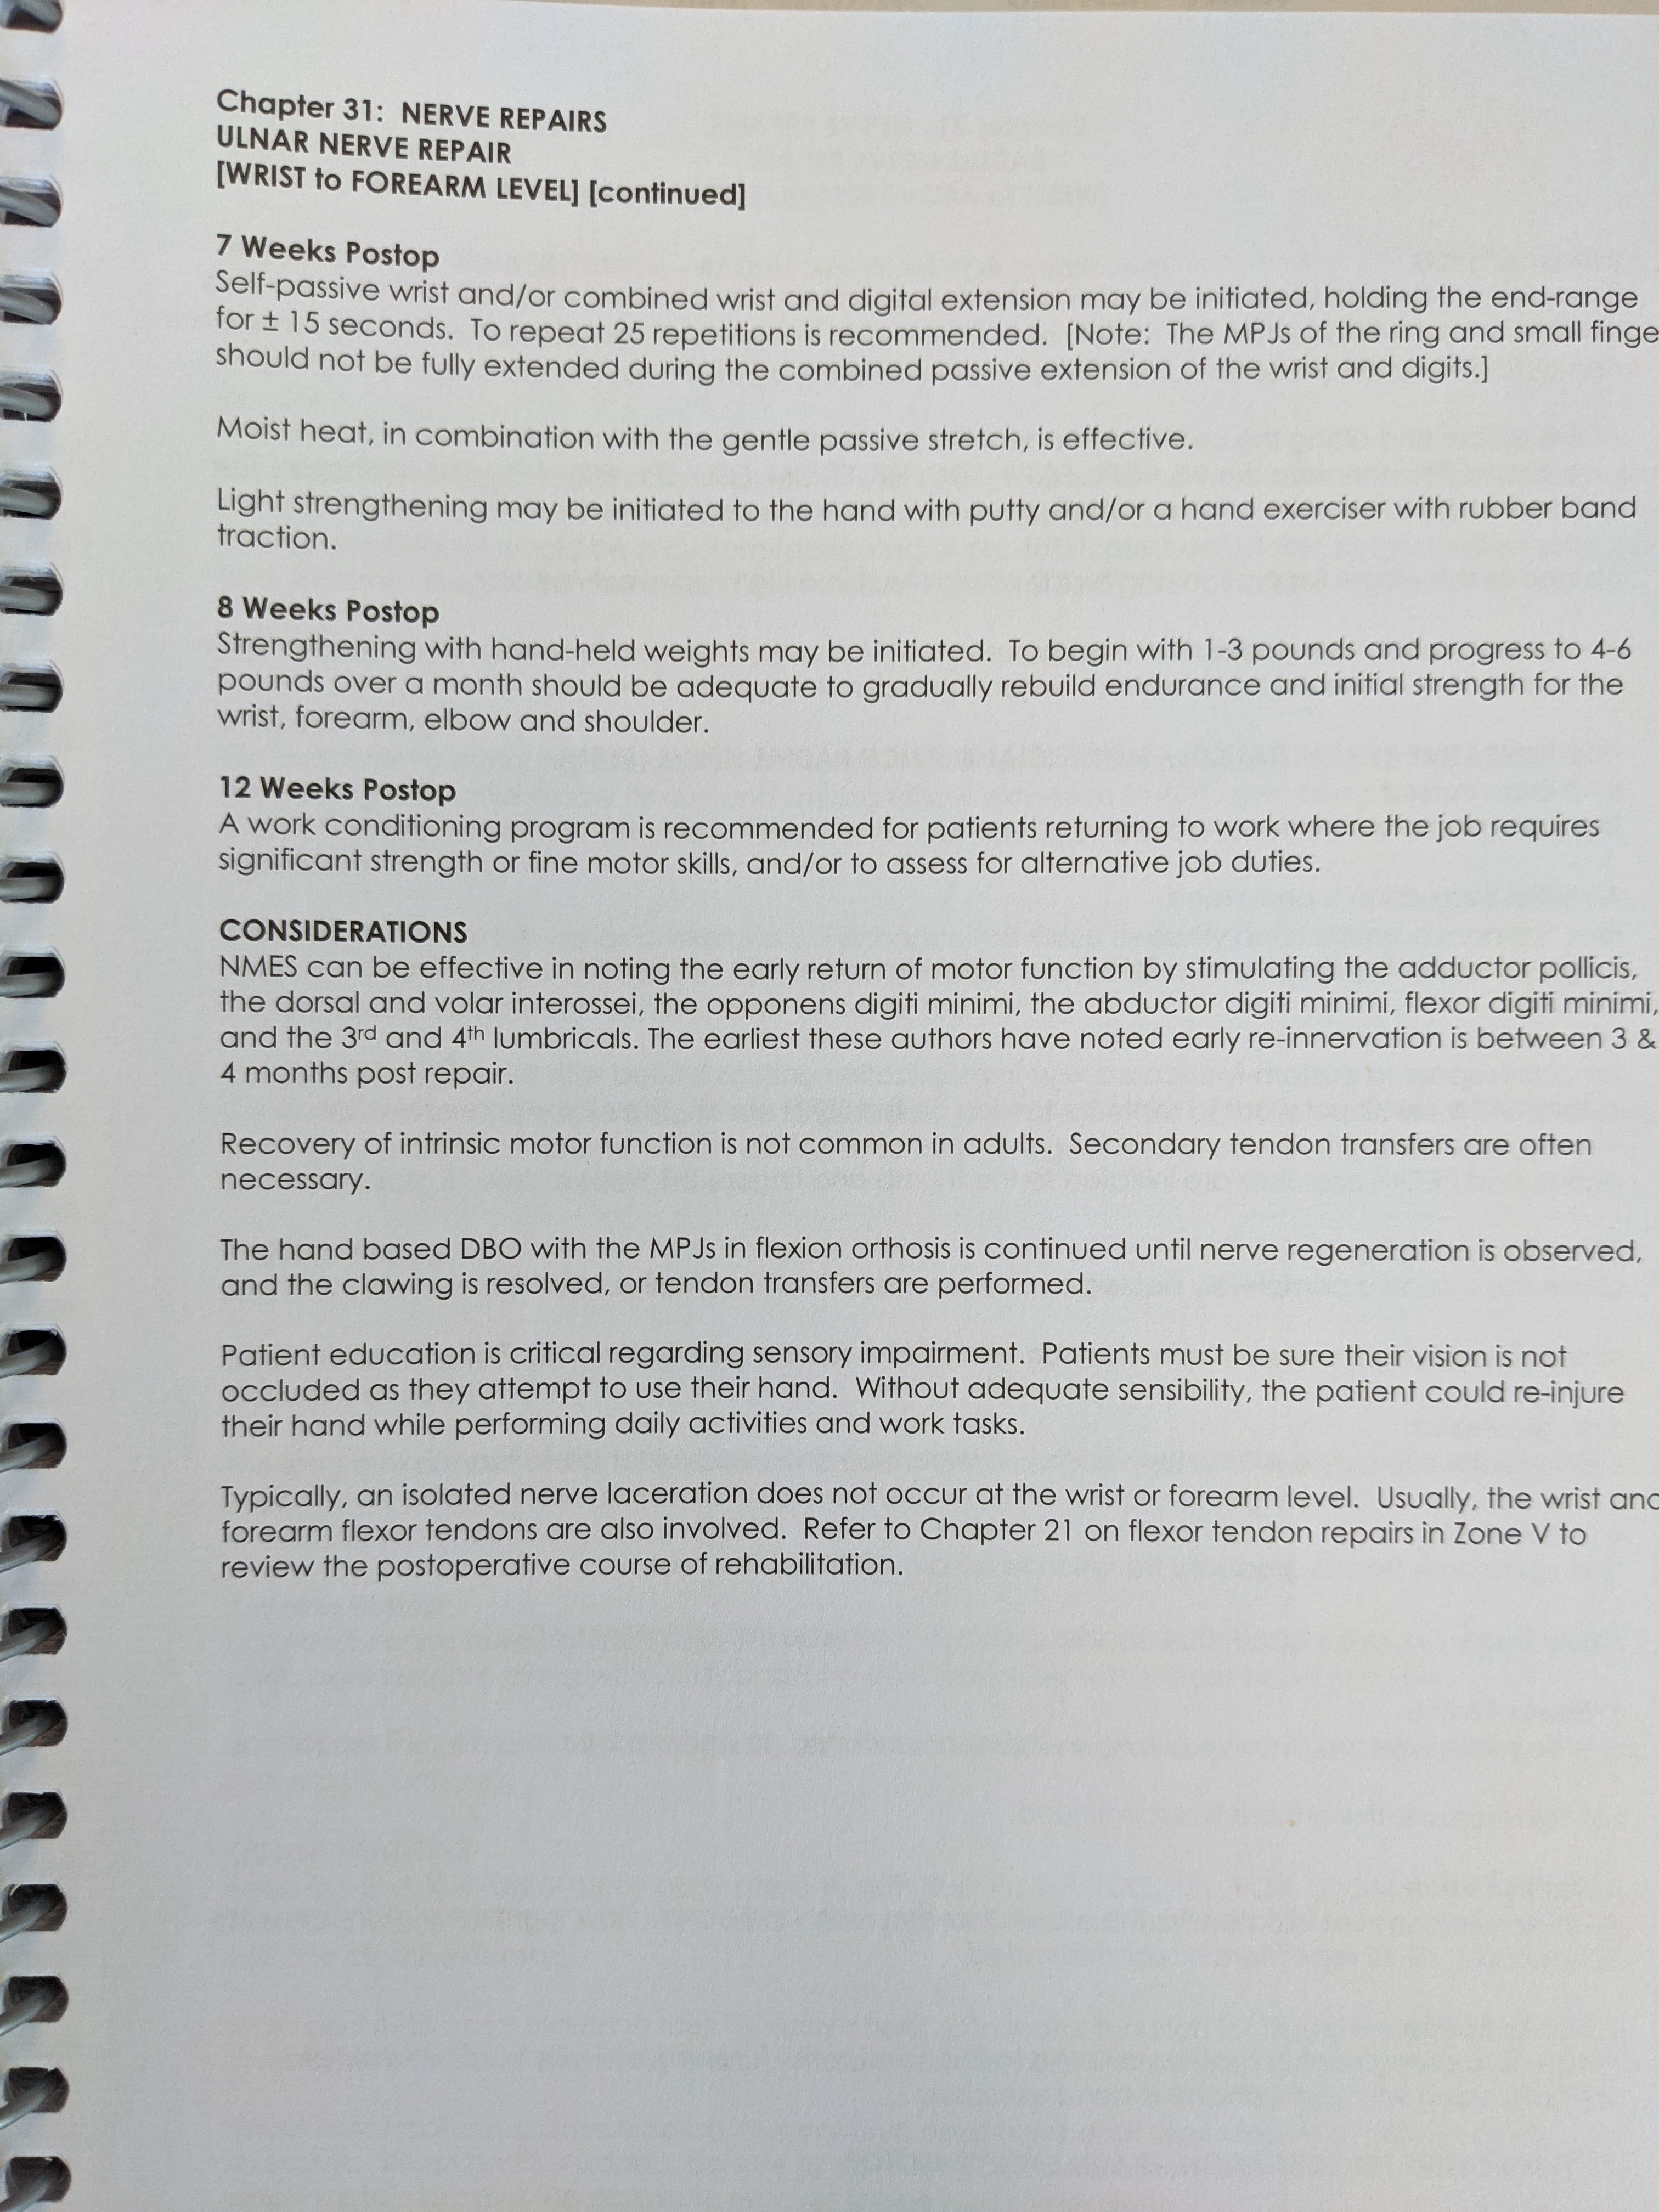 Chapter 31: NERVE REPAIRS
ULNAR NERVE REPAIR
[WRIST to FOREARM LEVEL] [continued]
7 Weeks Postop
Self-passive wrist and/or combined wrist and digital extension may be initiated, holding the end-range
for ± 15 seconds. To repeat 25 repetitions is recommended. [Note: The MPJs of the ring and small finge
should not be fully extended during the combined passive extension of the wrist and digits.]
Moist heat, in combination with the gentle passive stretch, is effective.
Light strengthening may be initiated to the hand with putty and/or a hand exerciser with rubber band
traction.
8 Weeks Postop
Strengthening with hand-held weights may be initiated. To begin with 1-3 pounds and progress to 4-6
pounds over a month should be adequate to gradually rebuild endurance and initial strength for the
wrist, forearm, elbow and shoulder.
12 Weeks Postop
A work conditioning program is recommended for patients returning to work where the job requires
significant strength or fine motor skills, and/or to assess for alternative job duties.
CONSIDERATIONS
NMES can be effective in noting the early return of motor function by stimulating the adductor pollicis,
the dorsal and volar interossei, the opponens digiti minimi, the abductor digiti minimi, flexor digiti minimi,
and the 3rd and 4th lumbricals. The earliest these authors have noted early re-innervation is between 3 &
4 months post repair.
Recovery of intrinsic motor function is not common in adults. Secondary tendon transfers are often
necessary.
The hand based DBO with the MPJs in flexion orthosis is continued until nerve regeneration is observed,
and the clawing is resolved, or tendon transfers are performed.
Patient education is critical regarding sensory impairment. Patients must be sure their vision is not
occluded as they attempt to use their hand. Without adequate sensibility, the patient could re-injure
their hand while performing daily activities and work tasks.
Typically, an isolated nerve laceration does not occur at the wrist or forearm level. Usually, the wrist and
forearm flexor tendons are also involved. Refer to Chapter 21 on flexor tendon repairs in Zone V to
review the postoperative course of rehabilitation.